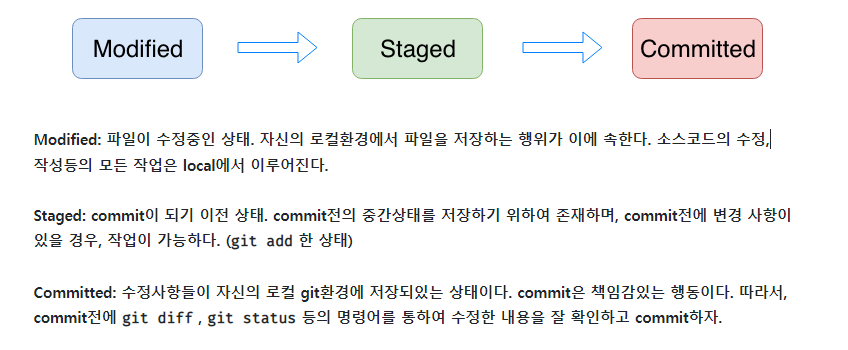 Modified
Staged
Committed
Modified: 파일이 수정중인 상태. 자신의 로컬환경에서 파일을 저장하는 행위가 이에 속한다. 소스코드의 수정,
작성등의 모든 작업은 local에서 이루어진다.
Staged: commit이 되기 이전 상태. commit전의 중간상태를 저장하기 위하여 존재하며, commit전에 변경 사항이
있을 경우, 작업이 가능하다. (git add 한 상태)
Committed: 수정사항들이 자신의 로컬 git환경에 저장되있는 상태이다. commit은 책임감있는 행동이다. 따라서,
commit전에 git diff , git status 등의 명령어를 통하여 수정한 내용을 잘 확인하고 commit하자.